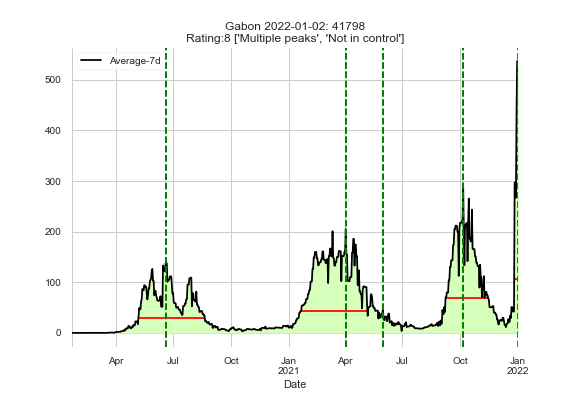 Gabon 2022-01-02: 41798
Rating:8 ['Multiple peaks', 'Not in control']
Average-7d
500
400
300
200
100
0
Apr Jul Oct Jan Apr Jul Oct Jan
2021 2022
Date